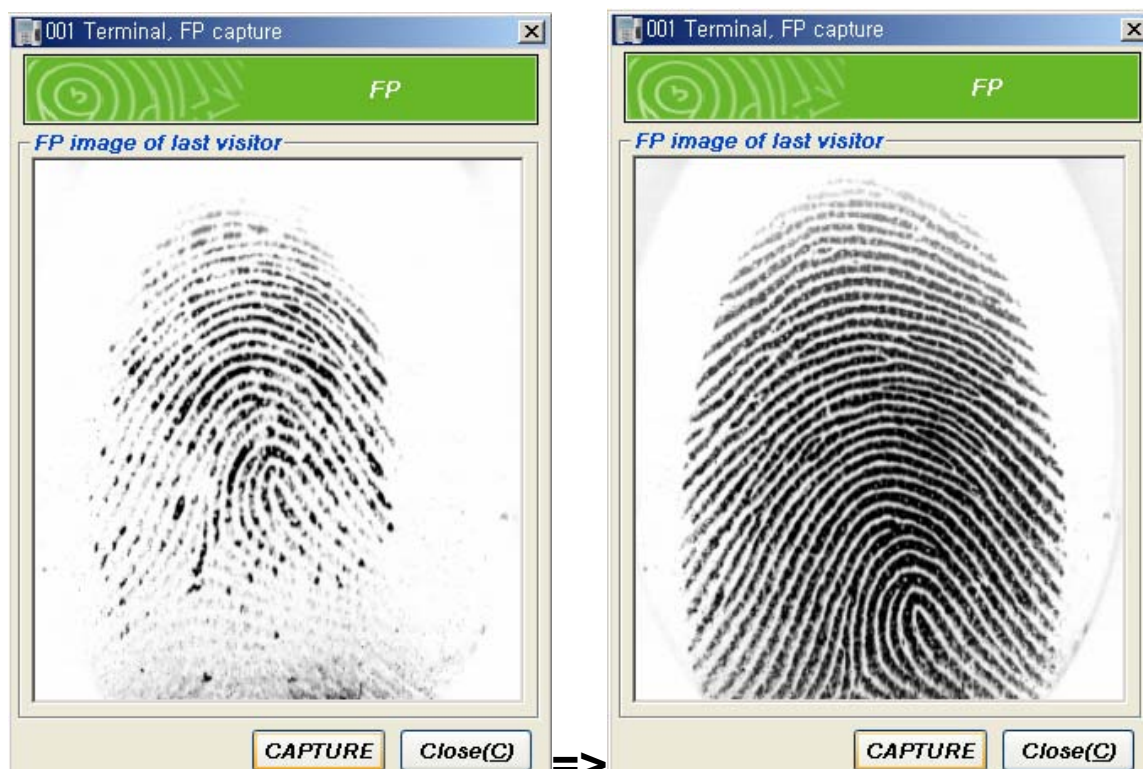 001 Terminal, FP capture
FP
FP image of last visitor
CAPTURE Close(C)
=>
001 Terminal, FP capture
FP
FP image of last visitor
CAPTURE Close(C)